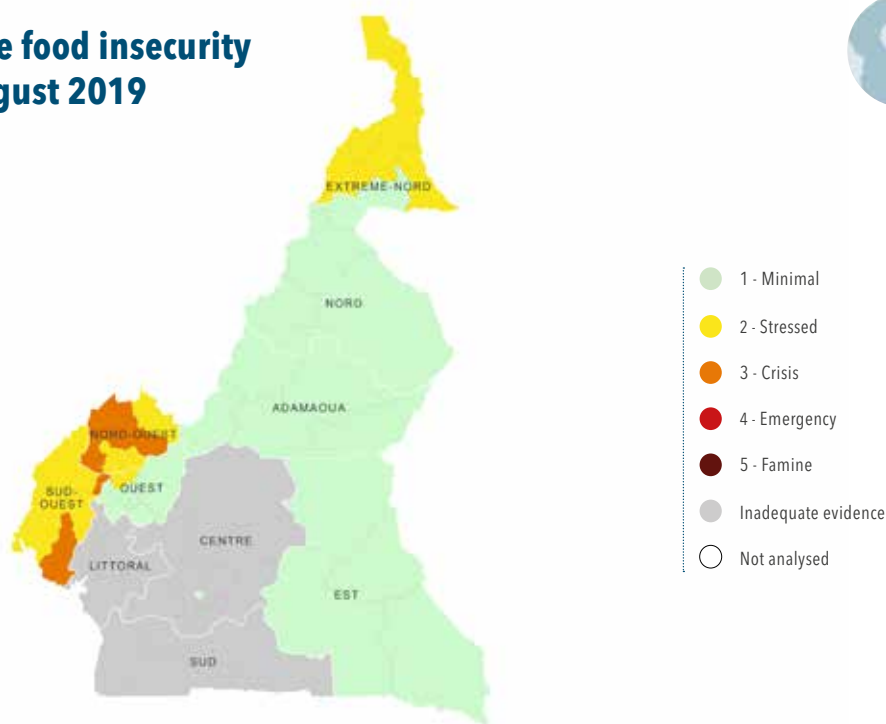 e food insecurity
gust 2019
EXTREME-NORD
NORD
ADAMAOUA
NORD-OUEST
OUEST
SUD-
OUEST
CENTRE
LITTORAL
EST
SUD
1 - Minimal
2 - Stressed
3 - Crisis
4 - Emergency
5 - Famine
Inadequate evidence
Not analysed